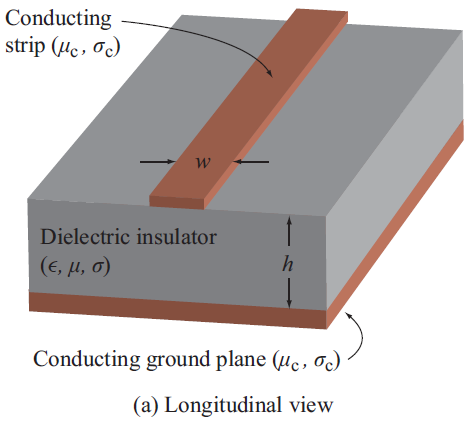 Conducting
strip (μc, σc)
w
Dielectric insulator
(ϵ, μ, σ)
h
Conducting ground plane (μc, σc)
(a) Longitudinal view